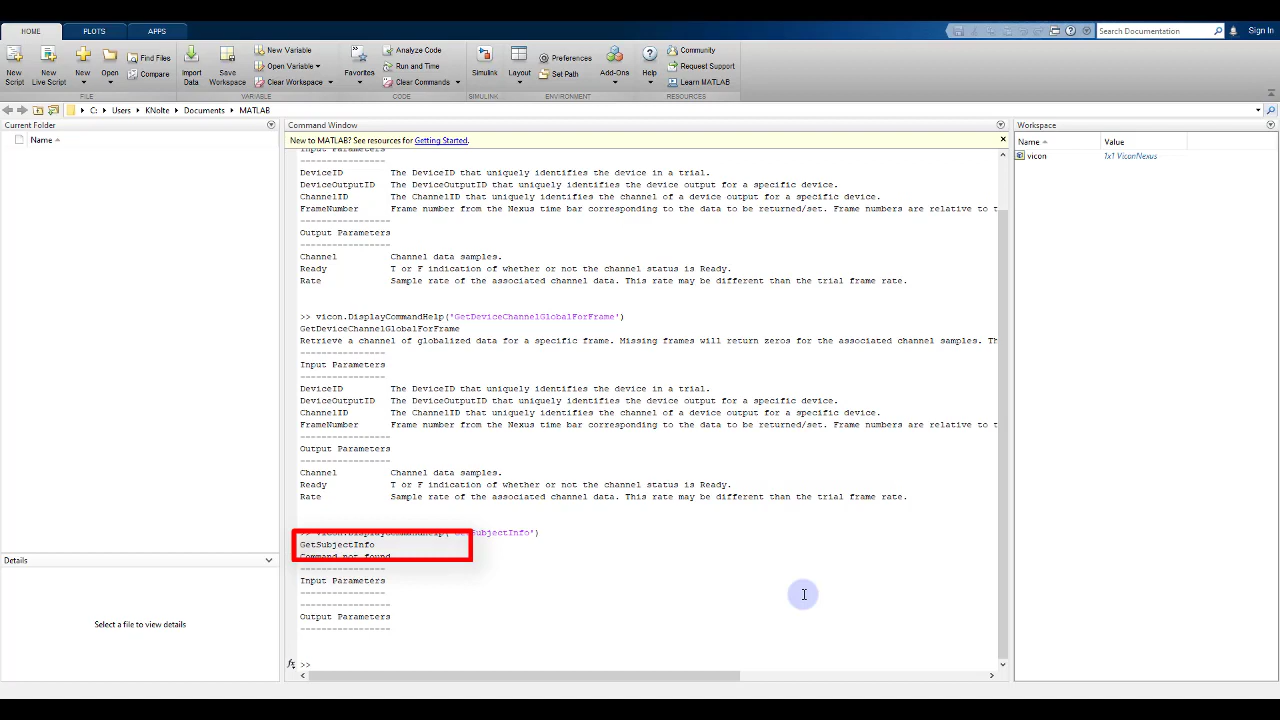 HOME PLOTS APPS
Search Documentation
Sign In
New Script
New Live Script
New
Open
Find Files
Compare
Import Data
Save Workspace
New Variable
Open Variable
Clear Workspace
Favorites
Analyze Code
Run and Time
Clear Commands
Simulink
Layout
Preferences
Set Path
Add-Ons
Help
Community
Request Support
Learn MATLAB
FILE VARIABLE CODE SIMULINK ENVIRONMENT RESOURCES
C: Users KNolte Documents MATLAB
Current Folder
Name
Details
Select a file to view details
Command Window
New to MATLAB? See resources for Getting Started.
Input Parameters
----------------
DeviceID The DeviceID that uniquely identifies the device in a trial.
DeviceOutputID The DeviceOutputID that uniquely identifies the device output for a specific device.
ChannelID The ChannelID that uniquely identifies the channel of a device output for a specific device.
FrameNumber Frame number from the Nexus time bar corresponding to the data to be returned/set. Frame numbers are relative to t
-----------------
Output Parameters
-----------------
Channel Channel data samples.
Ready T or F indication of whether or not the channel status is Ready.
Rate Sample rate of the associated channel data. This rate may be different than the trial frame rate.
>> vicon.DisplayCommandHelp('GetDeviceChannelGlobalForFrame')
GetDeviceChannelGlobalForFrame
Retrieve a channel of globalized data for a specific frame. Missing frames will return zeros for the associated channel samples. Th
----------------
Input Parameters
----------------
DeviceID The DeviceID that uniquely identifies the device in a trial.
DeviceOutputID The DeviceOutputID that uniquely identifies the device output for a specific device.
ChannelID The ChannelID that uniquely identifies the channel of a device output for a specific device.
FrameNumber Frame number from the Nexus time bar corresponding to the data to be returned/set. Frame numbers are relative to t
-----------------
Output Parameters
-----------------
Channel Channel data samples.
Ready T or F indication of whether or not the channel status is Ready.
Rate Sample rate of the associated channel data. This rate may be different than the trial frame rate.
>> vicon.DisplayCommandHelp('GetSubjectInfo')
GetSubjectInfo
Command not found
----------------
Input Parameters
----------------
-----------------
Output Parameters
-----------------
fx >>
Workspace
Name Value
vicon 1x1 ViconNexus